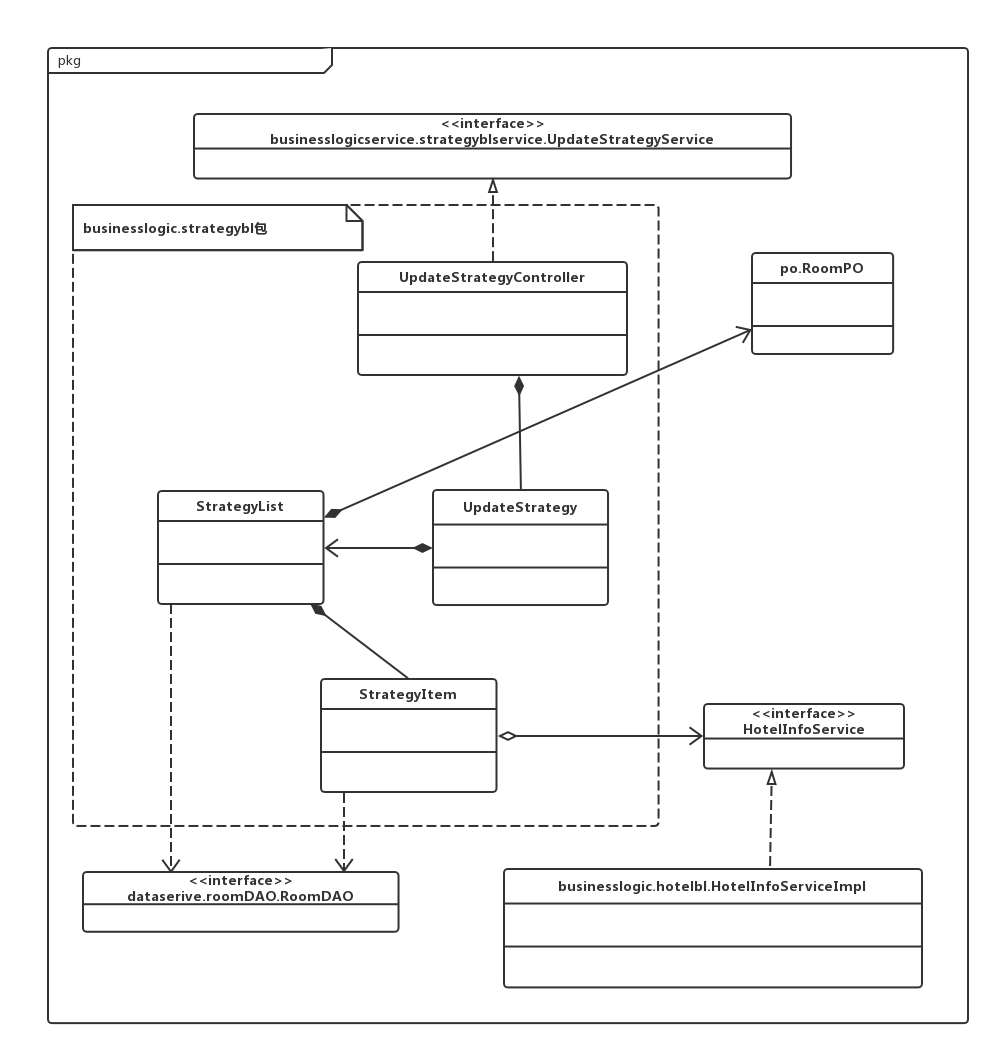 pkg
<<interface>>
businesslogicservice.strategyblservice.UpdateStrategyService
businesslogic.strategybl包
UpdateStrategyController
po.RoomPO
StrategyList
UpdateStrategy
StrategyItem
<<interface>>
HotelInfoService
<<interface>>
dataserive.roomDAO.RoomDAO
businesslogic.hotelbl.HotelInfoServiceImpl